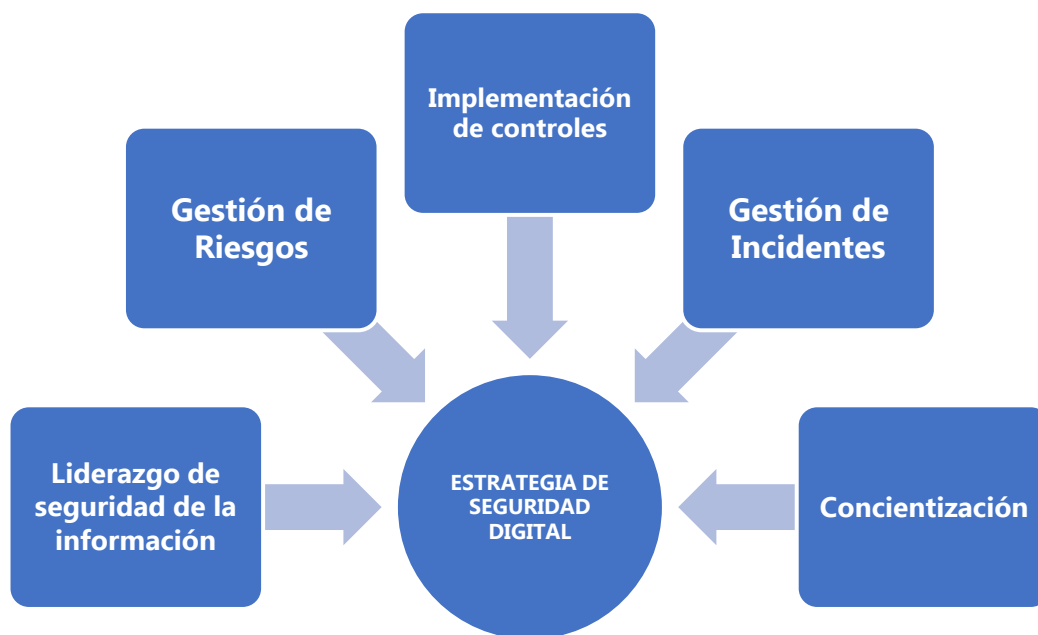 Implementación
de controles
Gestión de
Riesgos
Gestión de
Incidentes
Liderazgo de
seguridad de la
información
ESTRATEGIA DE
SEGURIDAD
DIGITAL
Concientización